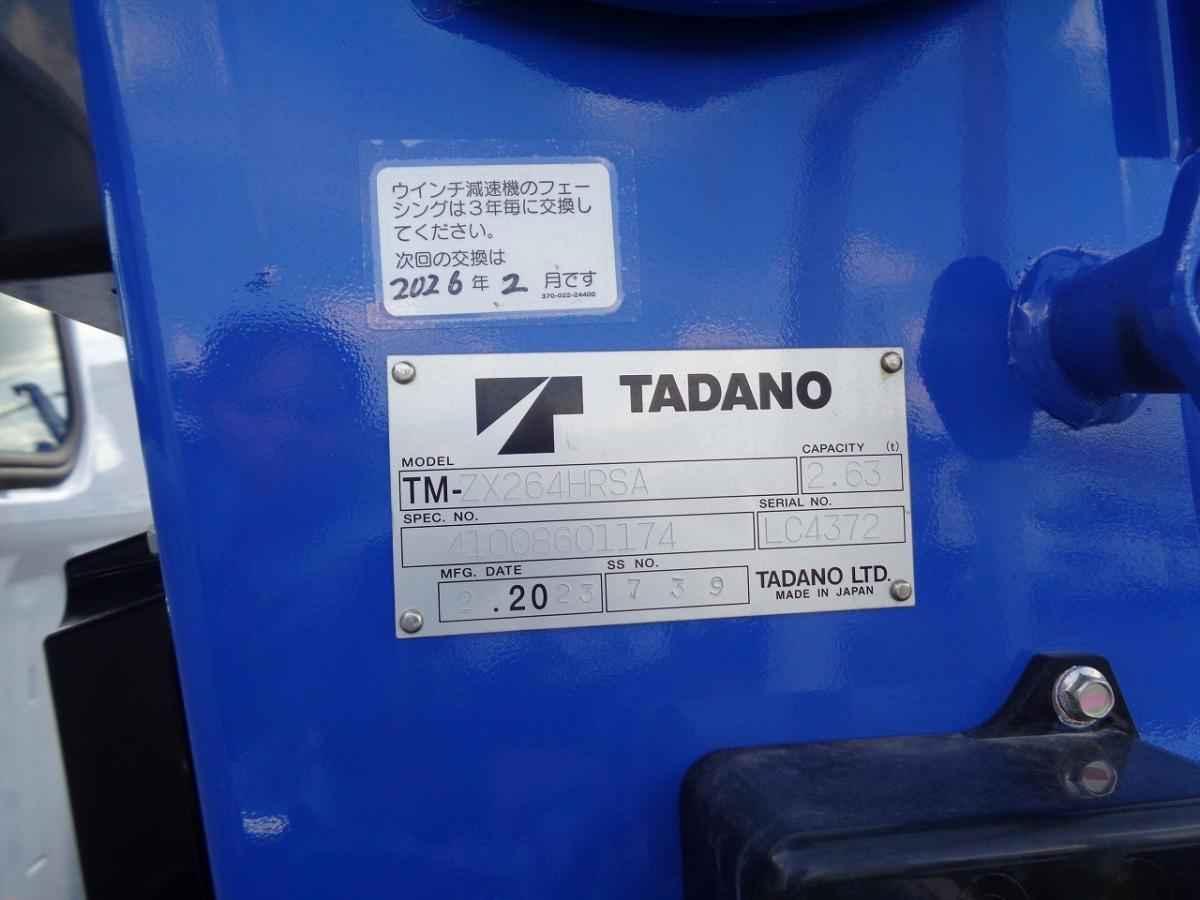 ウインチ減速機のフェー
シングは3年毎に交換し
てください。
次回の交換は
2026年 2 月です
370-022-24400
TADANO
MODEL CAPACITY (t)
TM-ZX264HRSA 2.63
SPEC. NO. SERIAL NO.
41008601174 LC4372
MFG. DATE SS NO.
2 .2023 7 3 9 TADANO LTD.
MADE IN JAPAN